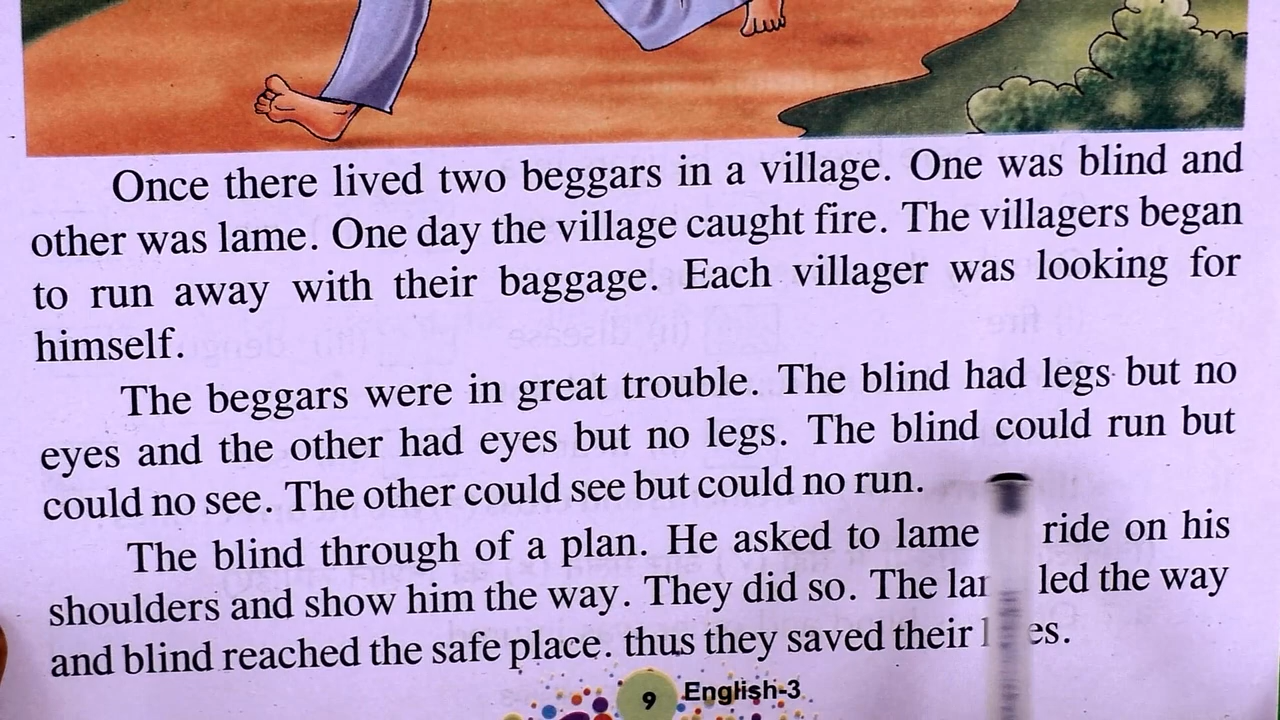 Once there lived two beggars in a village. One was blind and
other was lame. One day the village caught fire. The villagers began
to run away with their baggage. Each villager was looking for
himself.
The beggars were in great trouble. The blind had legs but no
eyes and the other had eyes but no legs. The blind could run but
could no see. The other could see but could no run.
The blind through of a plan. He asked to lame ride on his
shoulders and show him the way. They did so. The led the way
and blind reached the safe place. thus they saved their
9 English-3